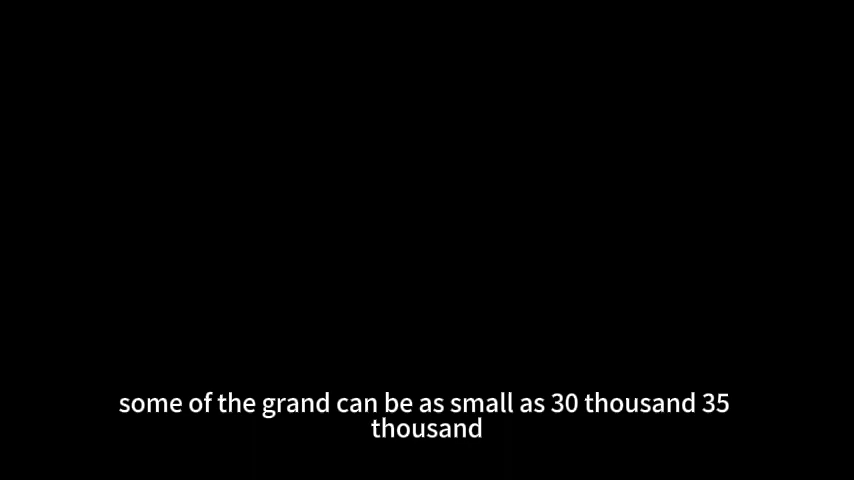 some of the grand can be as small as 30 thousand 35
thousand